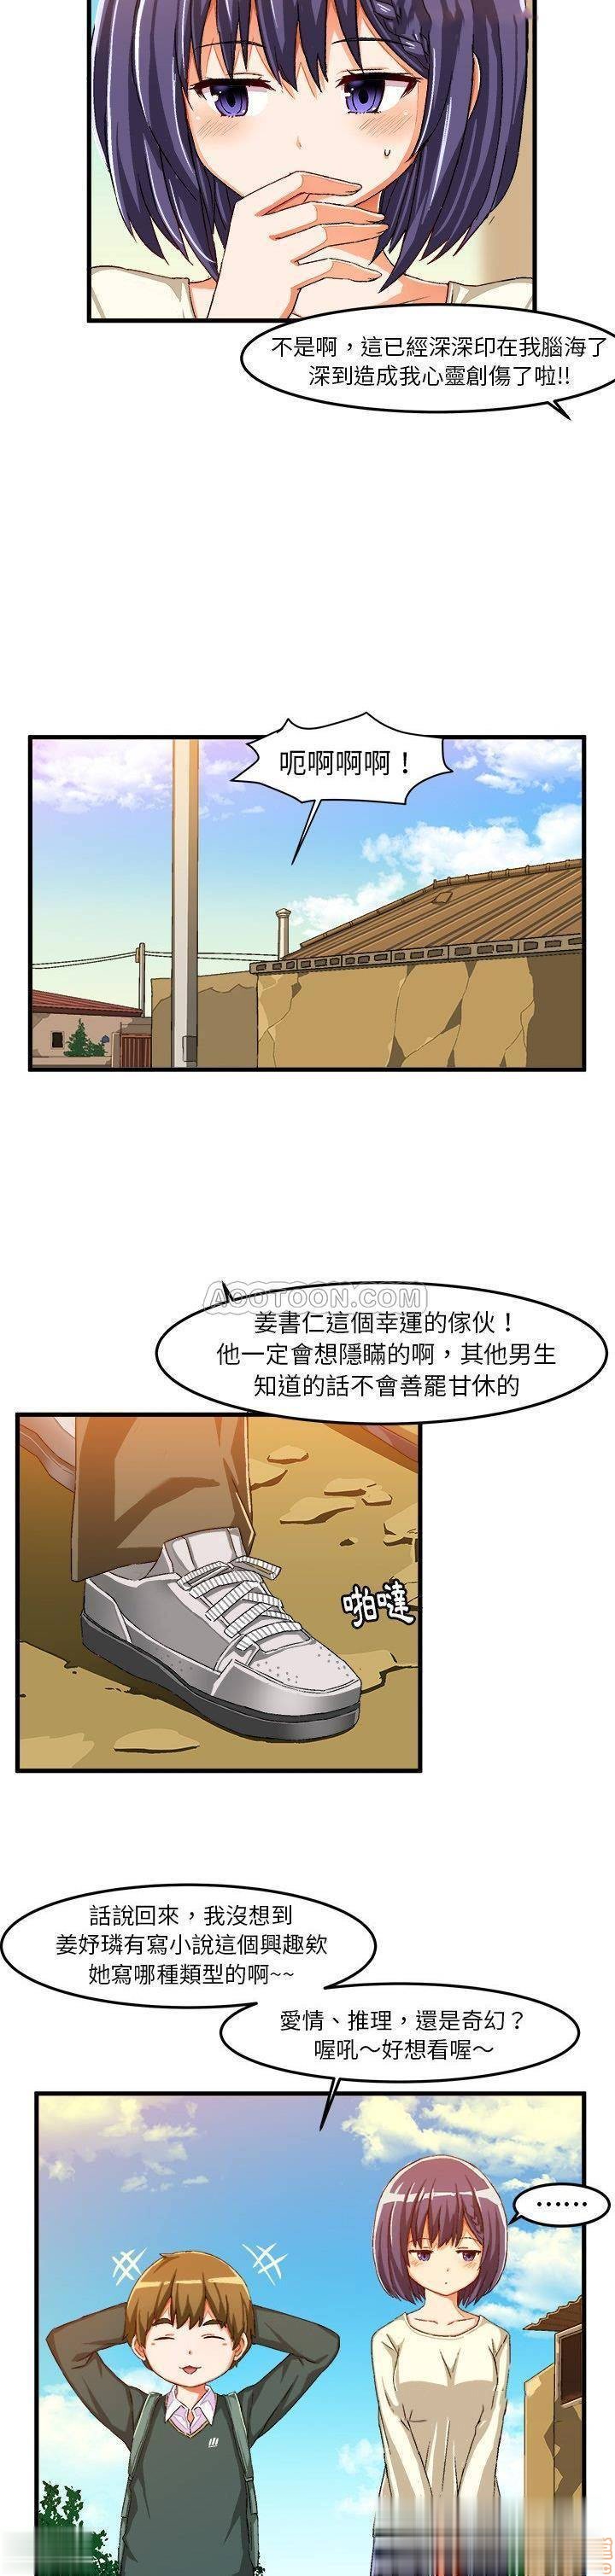 不是啊，這已經深深印在我腦海了
深到造成我心靈創傷了啦!!
呃啊啊啊！
AOOTOON.COM
姜書仁這個幸運的傢伙！
他一定會想隱瞞的啊，其他男生
知道的話不會善罷甘休的
啪噠
話說回來，我沒想到
姜妤璘有寫小說這個興趣欸
她寫哪種類型的啊~~
愛情、推理，還是奇幻？
喔吼～好想看喔～
……